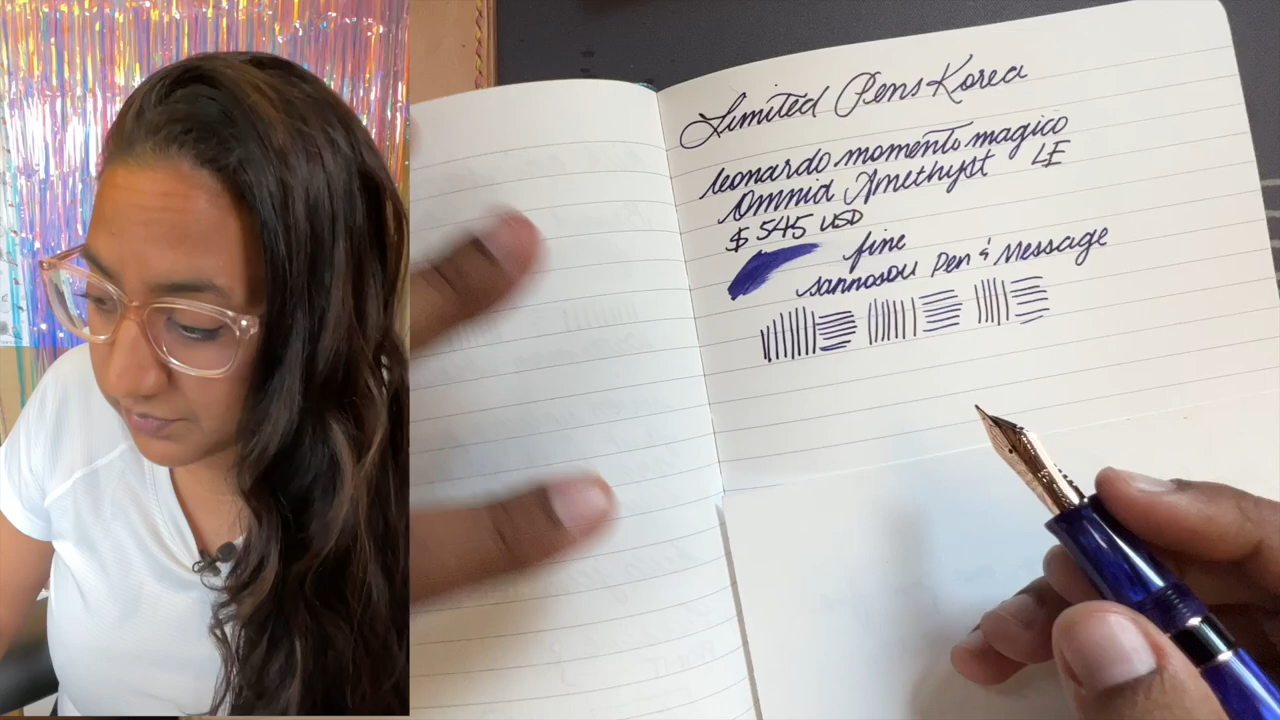 Limited Pens Korea
leonardo momento magico
Omnia Amethyst LE
$545 USD
fine
sannosou Pen & Message